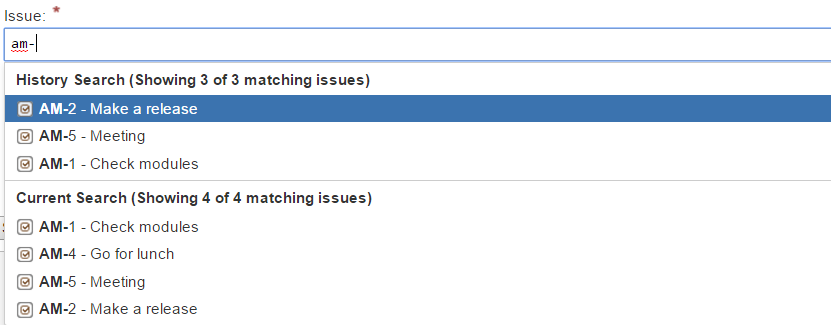 Issue: *
am-
History Search (Showing 3 of 3 matching issues)
AM-2 - Make a release
AM-5 - Meeting
AM-1 - Check modules
Current Search (Showing 4 of 4 matching issues)
AM-1 - Check modules
AM-4 - Go for lunch
AM-5 - Meeting
AM-2 - Make a release